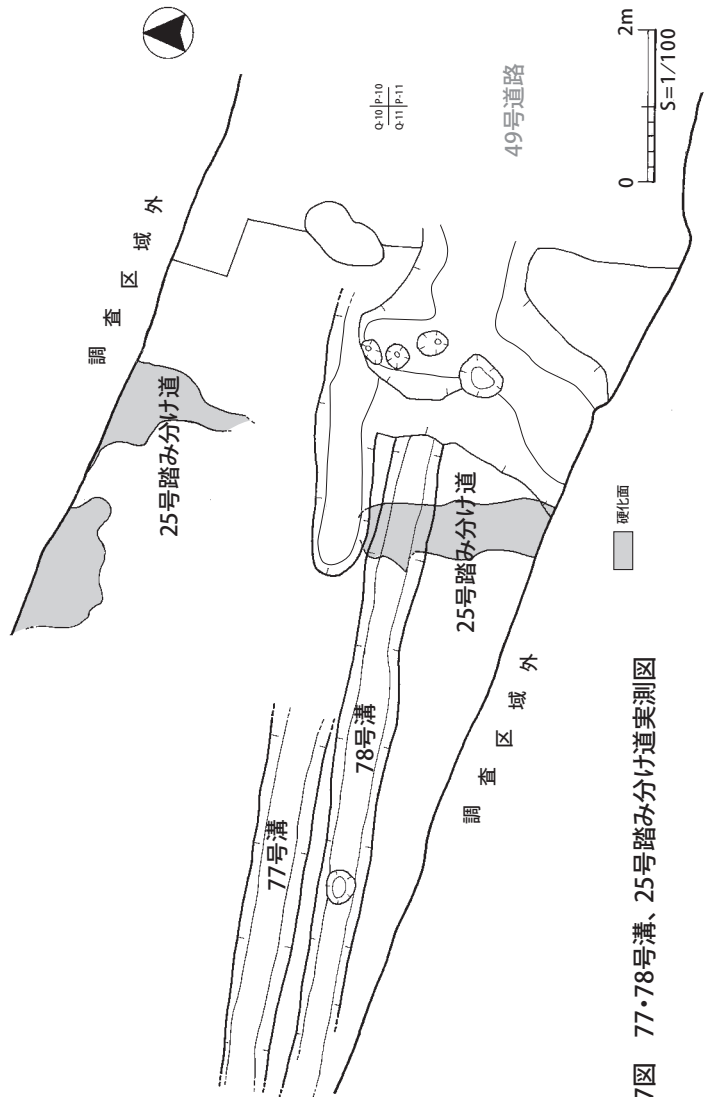 調査区域外
25号踏み分け道
Q-10 P-10
Q-11 P-11
49号道路
77号溝
78号溝
25号踏み分け道
調査区域外
硬化面
0 2m
S=1/100
7図 77・78号溝、25号踏み分け道実測図